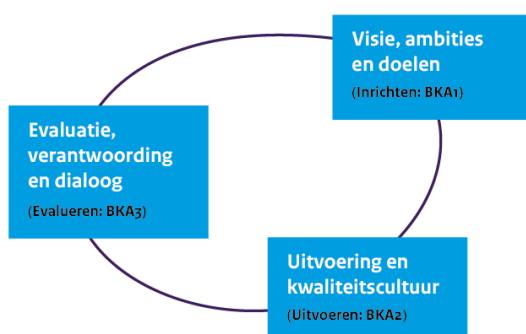 Visie, ambities
en doelen
(Inrichten: BKA1)
Evaluatie,
verantwoording
en dialoog
(Evalueren: BKA3)
Uitvoering en
kwaliteitscultuur
(Uitvoeren: BKA2)